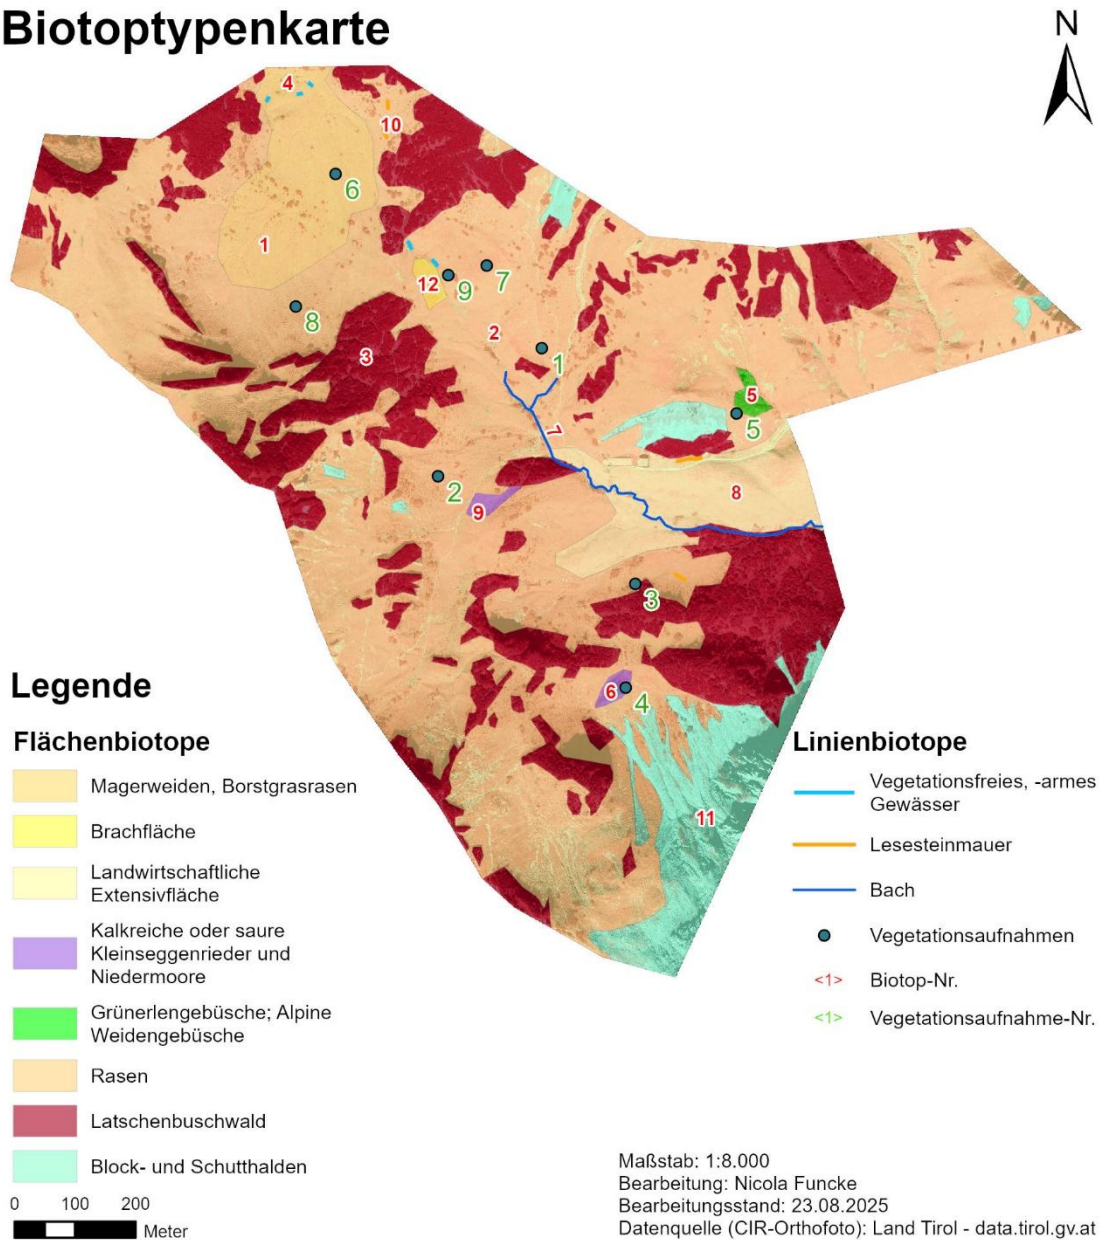 Biotoptypenkarte
N
4
10
6
1
12
9
7
8
2
3
1
5
5
7
2
9
8
3
6
4
11
Legende
Flächenbiotope
Magerweiden, Borstgrasrasen
Brachfläche
Landwirtschaftliche
Extensivfläche
Kalkreiche oder saure
Kleinseggenrieder und
Niedermoore
Grünerlengebüsche; Alpine
Weidengebüsche
Rasen
Latschenbuschwald
Block- und Schutthalden
0 100 200
Meter
Linienbiotope
Vegetationsfreies, -armes
Gewässer
Lesesteinmauer
Bach
Vegetationsaufnahmen
<1> Biotop-Nr.
<1> Vegetationsaufnahme-Nr.
Maßstab: 1:8.000
Bearbeitung: Nicola Funcke
Bearbeitungsstand: 23.08.2025
Datenquelle (CIR-Orthofoto): Land Tirol - data.tirol.gv.at